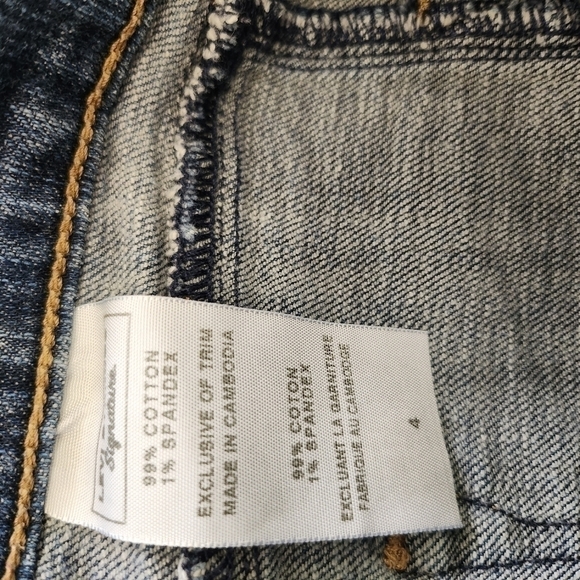 Signature
99% COTTON
1% SPANDEX
EXCLUSIVE OF TRIM
MADE IN CAMBODIA
99% COTON
1% SPANDEX
EXCLUANT LA GARNITURE
FABRIQUE AU CAMBODGE
4